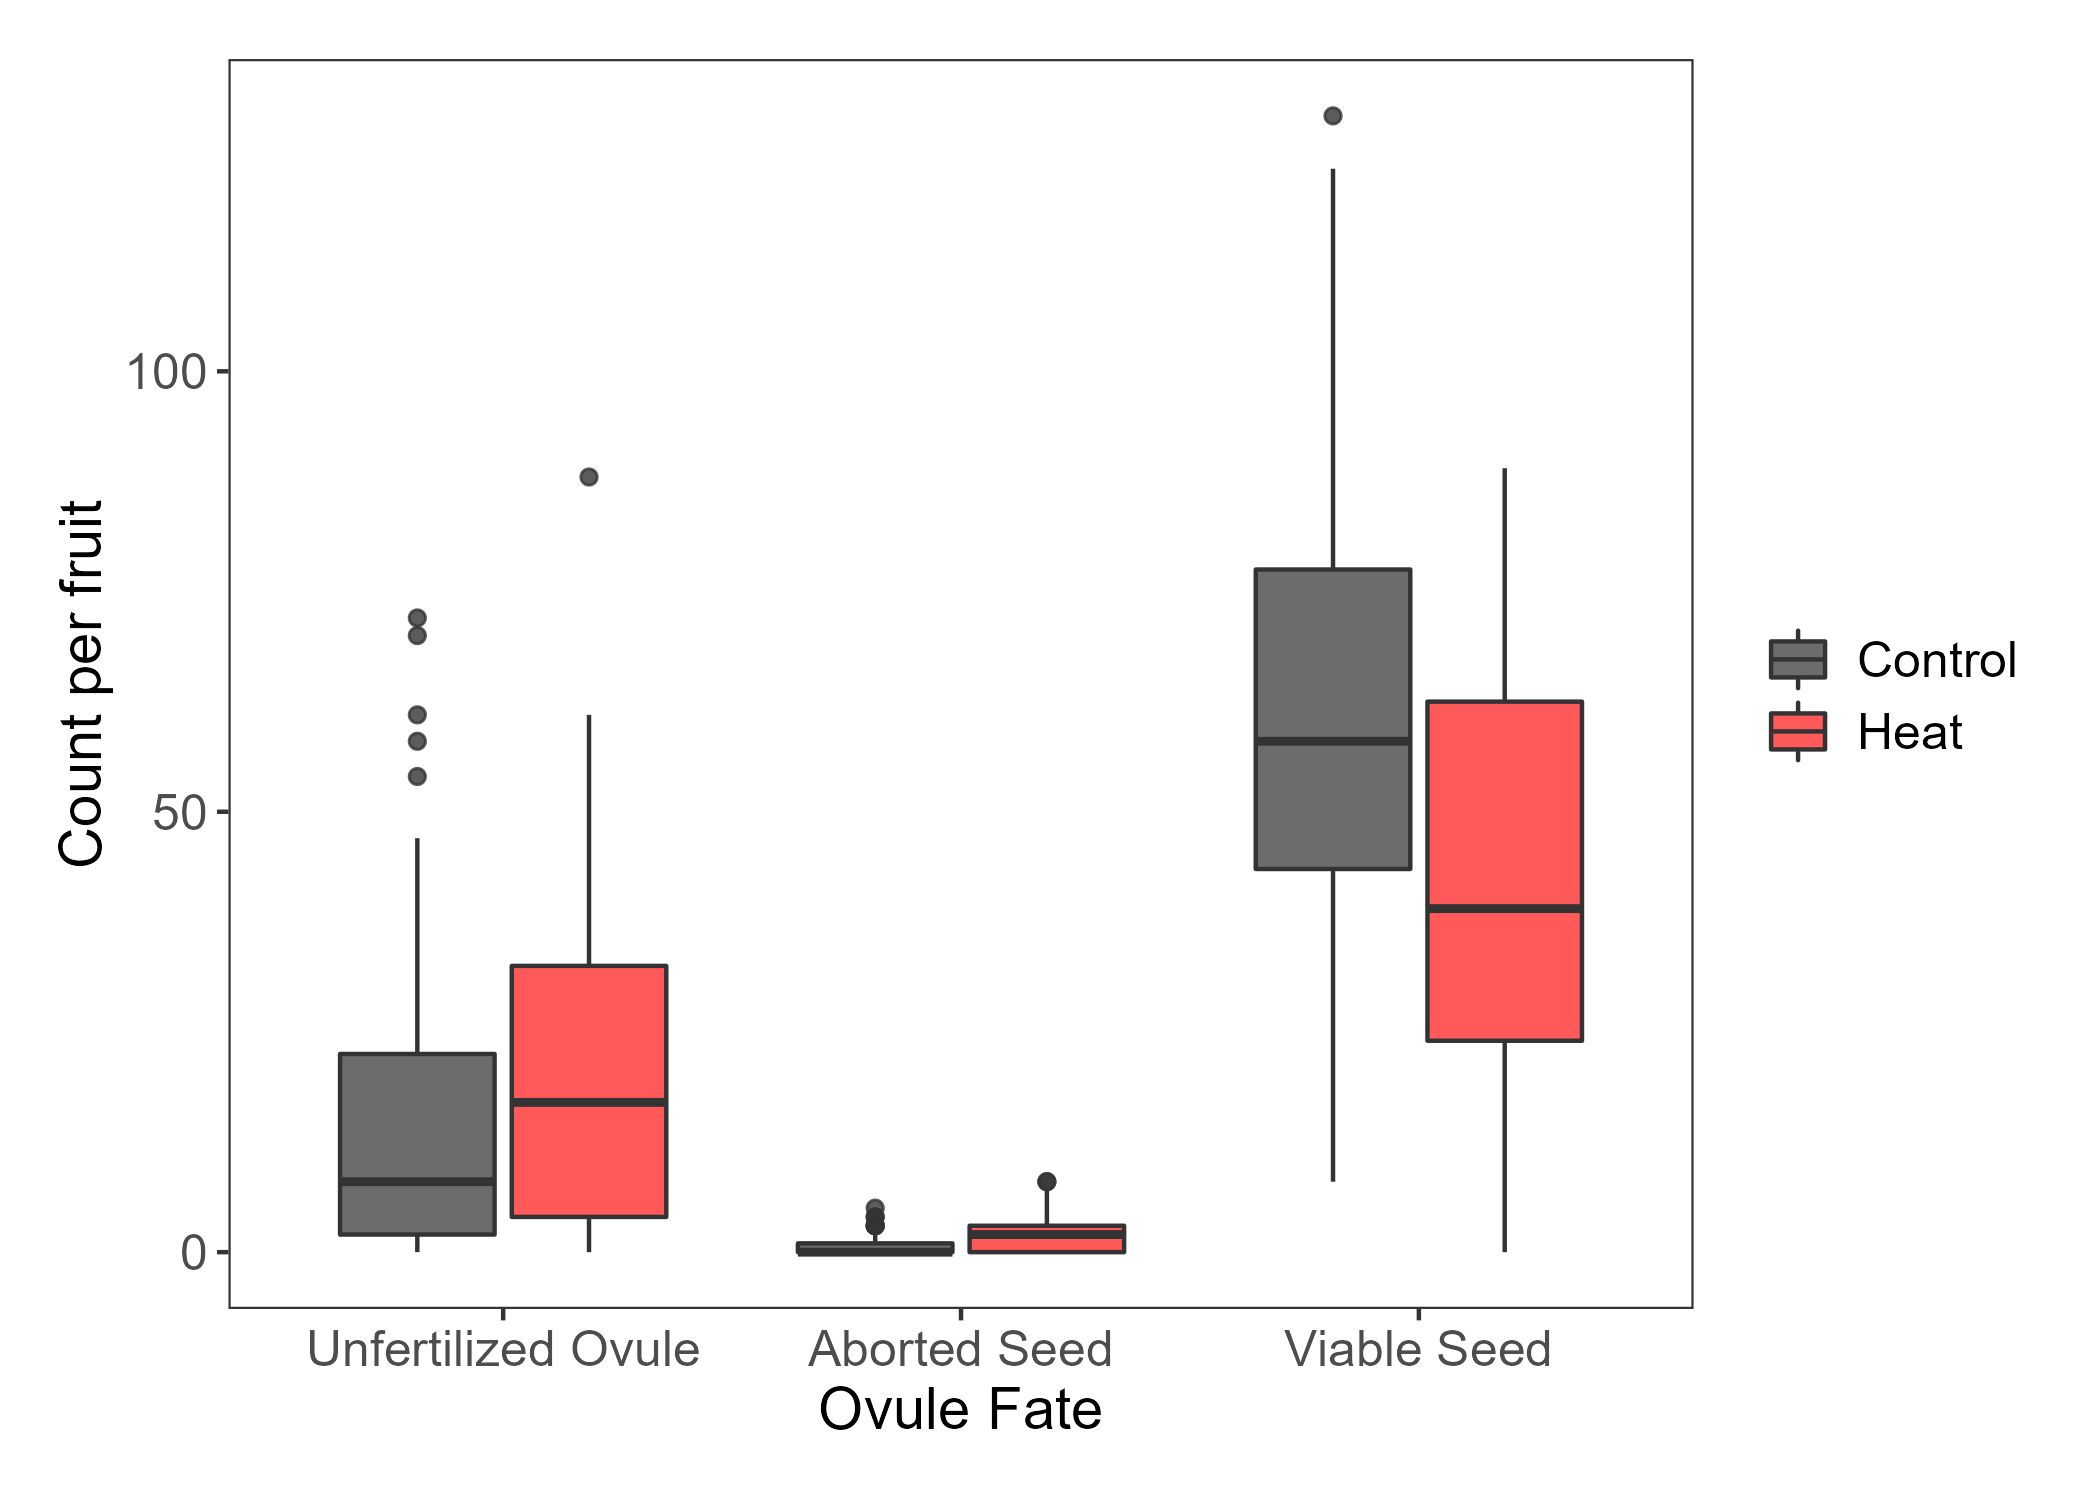 Count per fruit
100
50
0
Unfertilized Ovule
Aborted Seed
Viable Seed
Ovule Fate
Control
Heat